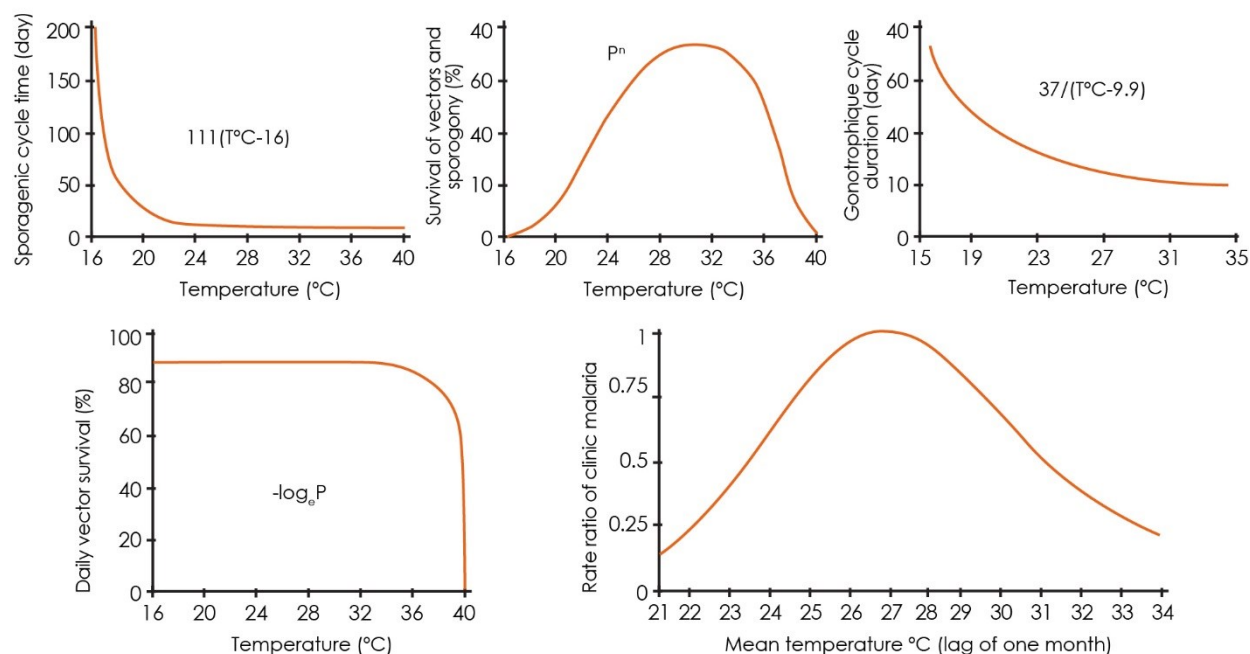 Sporagenic cycle time (day)
200
150
100
50
0
111(T°C-16)
16 20 24 28 32 36 40
Temperature (°C)
Survival of vectors and
sporogony (%)
40
60
40
10
0
Pⁿ
16 20 24 28 32 36 40
Temperature (°C)
Gonotrophique cycle
duration (day)
40
60
40
10
0
37/(T°C-9.9)
15 19 23 27 31 35
Temperature (°C)
Daily vector survival (%)
100
80
60
40
20
0
-logₑP
16 20 24 28 32 36 40
Temperature (°C)
Rate ratio of clinic malaria
1
0.75
0.5
0.25
0
21 22 23 24 25 26 27 28 29 30 31 32 33 34
Mean temperature °C (lag of one month)